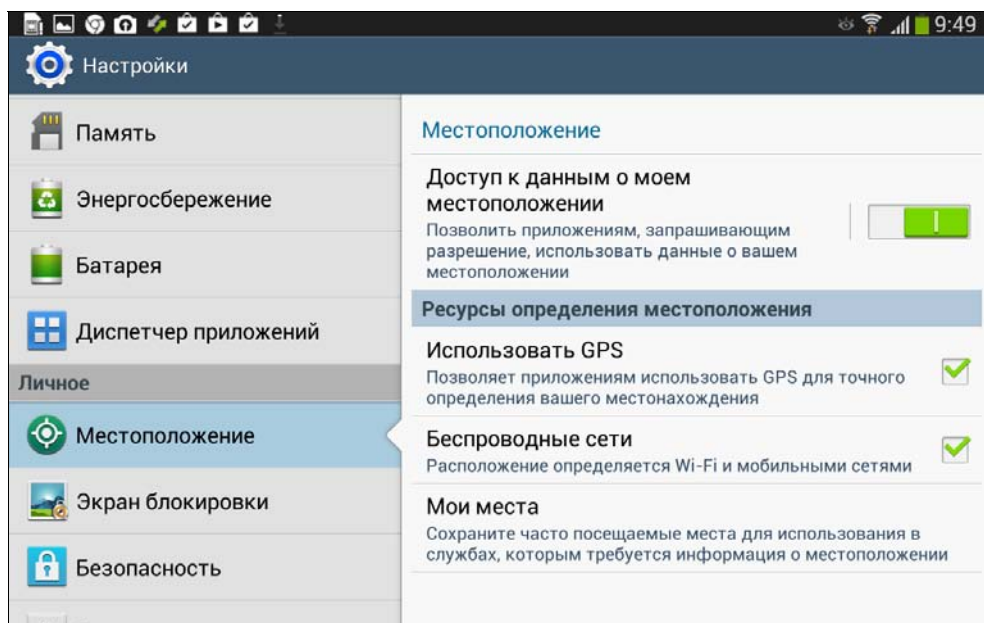 9:49
Настройки
Память
Энергосбережение
Батарея
Диспетчер приложений
Личное
Местоположение
Экран блокировки
Безопасность
Местоположение
Доступ к данным о моем
местоположении
Позволить приложениям, запрашивающим
разрешение, использовать данные о вашем
местоположении
Ресурсы определения местоположения
Использовать GPS
Позволяет приложениям использовать GPS для точного
определения вашего местонахождения
Беспроводные сети
Расположение определяется Wi-Fi и мобильными сетями
Мои места
Сохраните часто посещаемые места для использования в
службах, которым требуется информация о местоположении